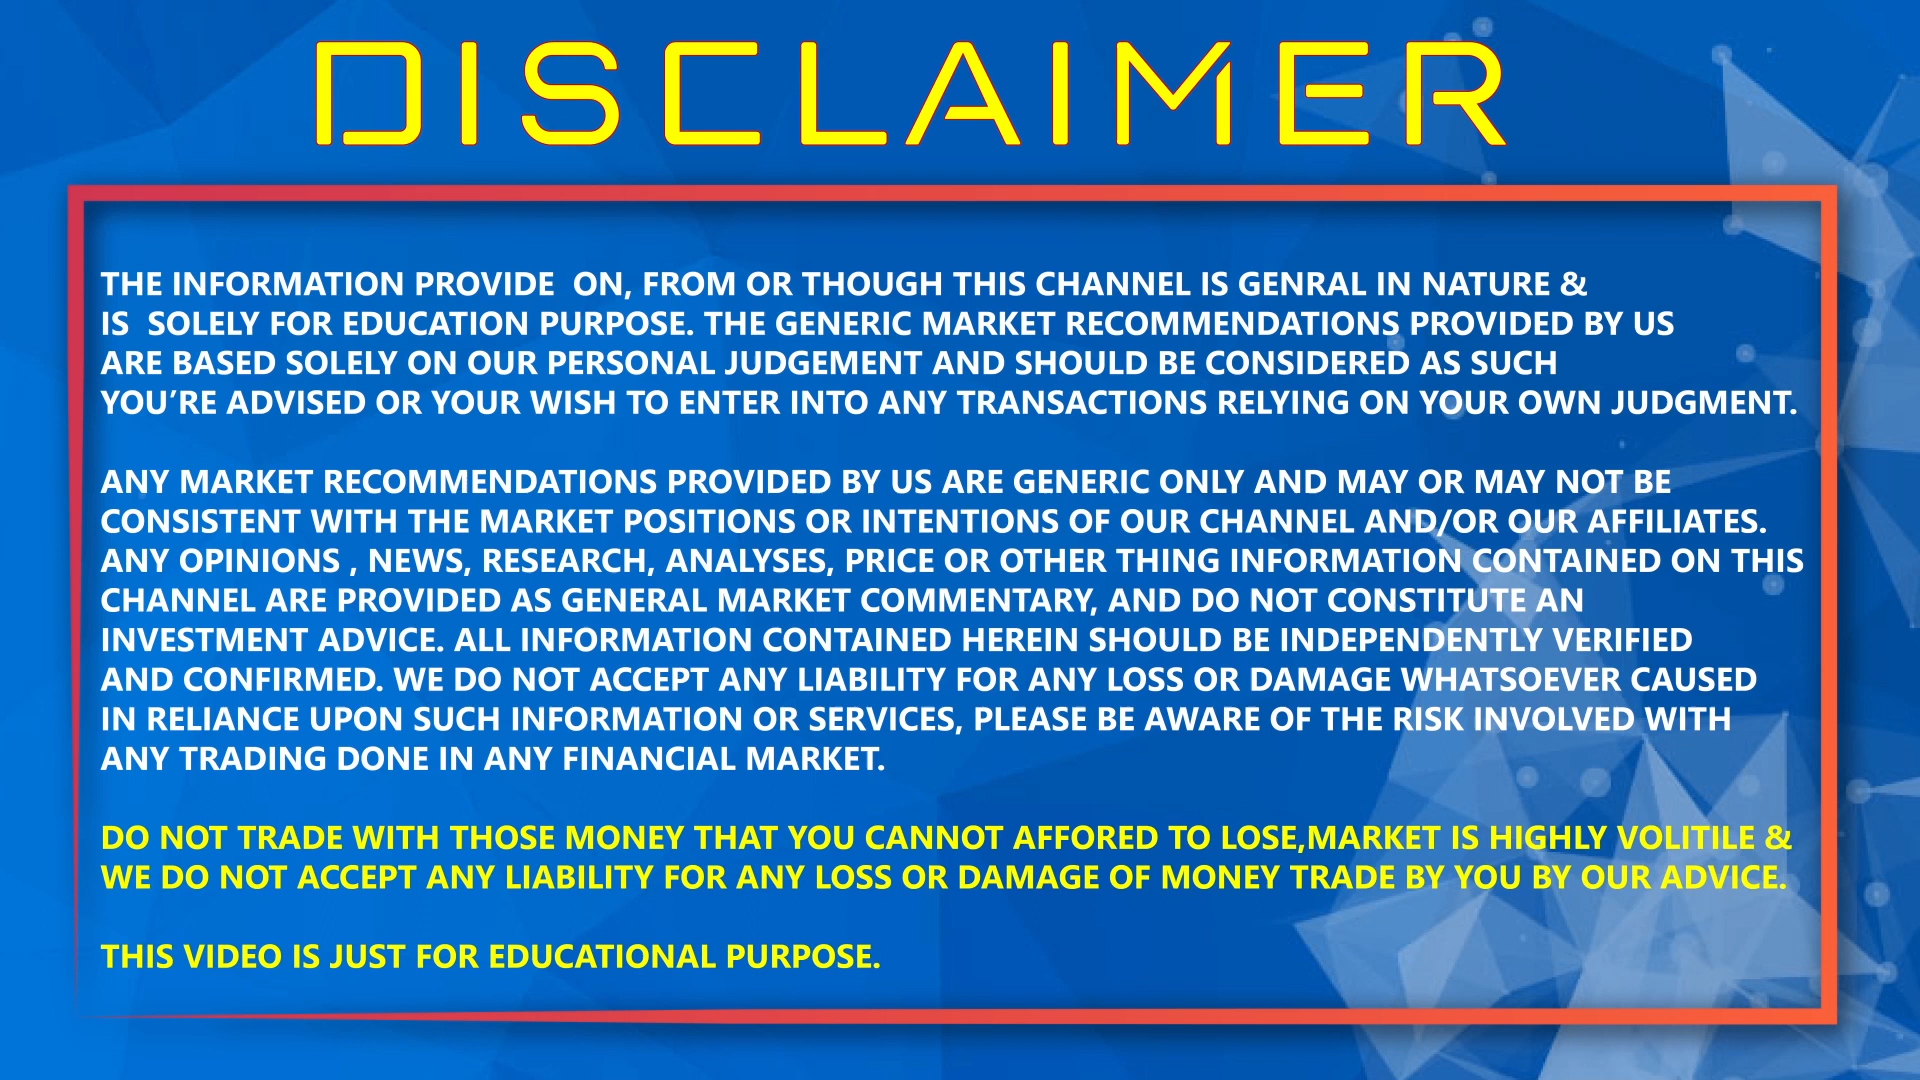 DISCLAIMER
THE INFORMATION PROVIDE  ON, FROM OR THOUGH THIS CHANNEL IS GENRAL IN NATURE &
IS  SOLELY FOR EDUCATION PURPOSE. THE GENERIC MARKET RECOMMENDATIONS PROVIDED BY US
ARE BASED SOLELY ON OUR PERSONAL JUDGEMENT AND SHOULD BE CONSIDERED AS SUCH
YOU’RE ADVISED OR YOUR WISH TO ENTER INTO ANY TRANSACTIONS RELYING ON YOUR OWN JUDGMENT.
ANY MARKET RECOMMENDATIONS PROVIDED BY US ARE GENERIC ONLY AND MAY OR MAY NOT BE
CONSISTENT WITH THE MARKET POSITIONS OR INTENTIONS OF OUR CHANNEL AND/OR OUR AFFILIATES.
ANY OPINIONS , NEWS, RESEARCH, ANALYSES, PRICE OR OTHER THING INFORMATION CONTAINED ON THIS
CHANNEL ARE PROVIDED AS GENERAL MARKET COMMENTARY, AND DO NOT CONSTITUTE AN
INVESTMENT ADVICE. ALL INFORMATION CONTAINED HEREIN SHOULD BE INDEPENDENTLY VERIFIED
AND CONFIRMED. WE DO NOT ACCEPT ANY LIABILITY FOR ANY LOSS OR DAMAGE WHATSOEVER CAUSED
IN RELIANCE UPON SUCH INFORMATION OR SERVICES, PLEASE BE AWARE OF THE RISK INVOLVED WITH
ANY TRADING DONE IN ANY FINANCIAL MARKET.
DO NOT TRADE WITH THOSE MONEY THAT YOU CANNOT AFFORED TO LOSE,MARKET IS HIGHLY VOLITILE &
WE DO NOT ACCEPT ANY LIABILITY FOR ANY LOSS OR DAMAGE OF MONEY TRADE BY YOU BY OUR ADVICE.
THIS VIDEO IS JUST FOR EDUCATIONAL PURPOSE.